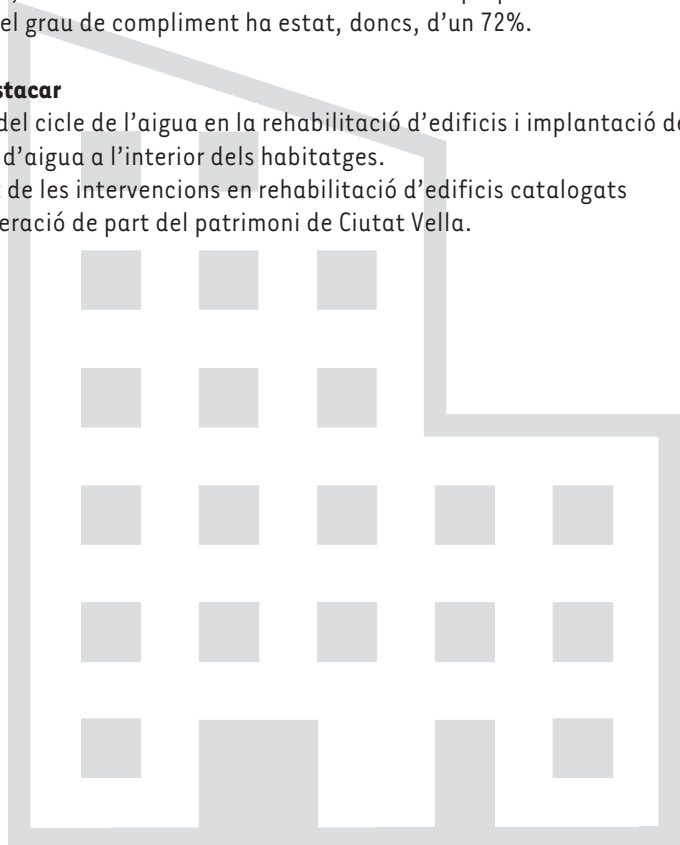 el grau de compliment ha estat, doncs, d’un 72%.
stacar
del cicle de l’aigua en la rehabilitació d’edificis i implantació de
d’aigua a l’interior dels habitatges.
de les intervencions en rehabilitació d’edificis catalogats
eració de part del patrimoni de Ciutat Vella.